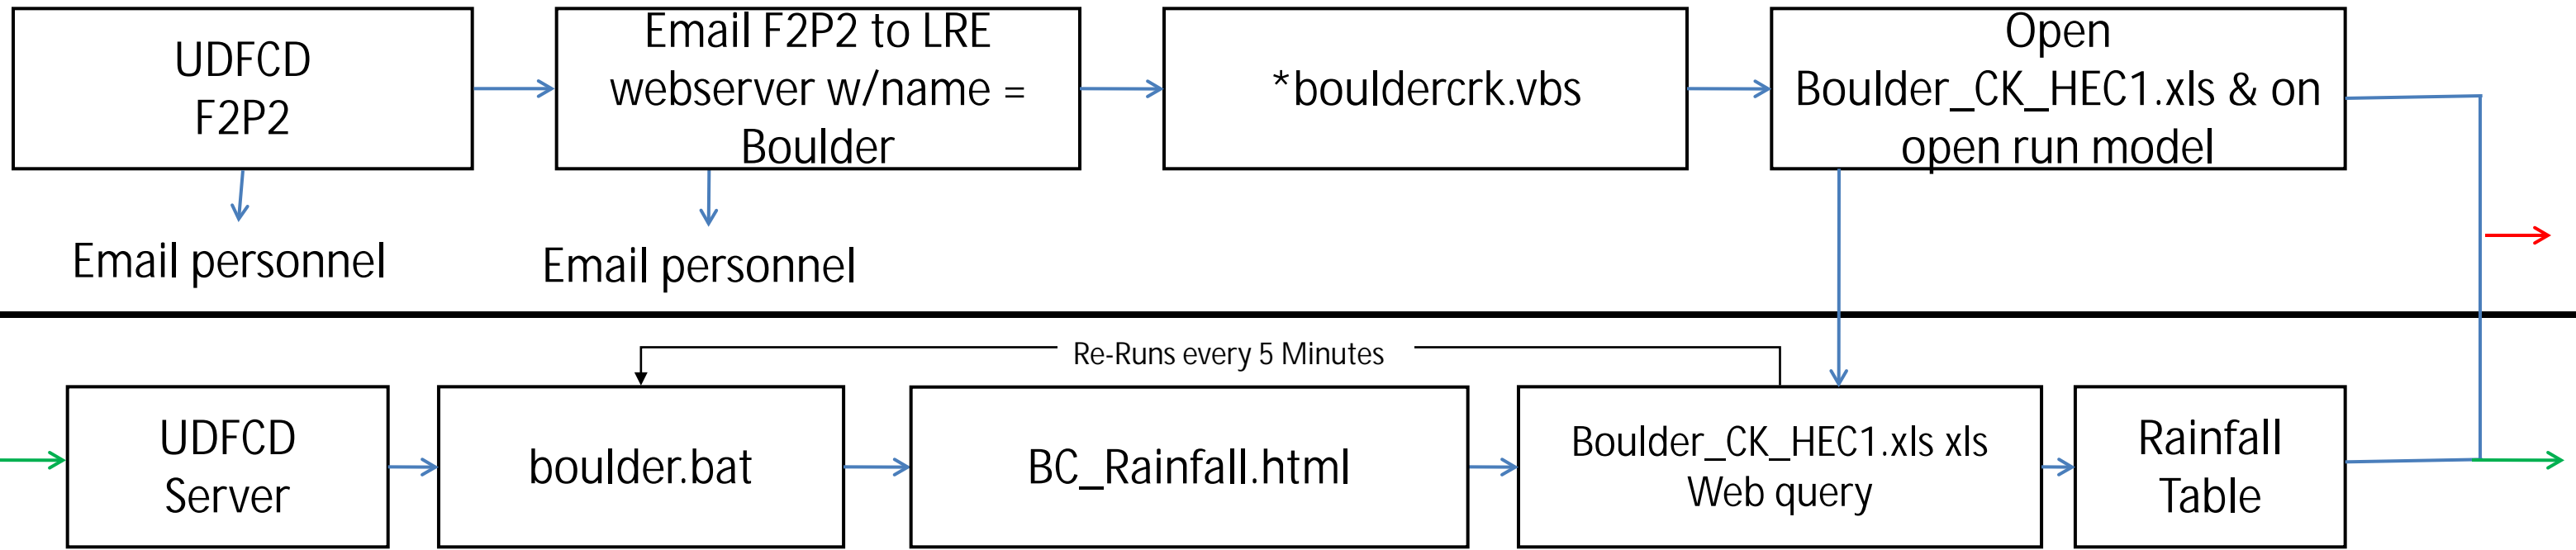 UDFCD
F2P2
Email F2P2 to LRE
webserver w/name =
Boulder
*bouldercrk.vbs
Open
Boulder_CK_HEC1.xls & on
open run model
Email personnel
Email personnel
Re-Runs every 5 Minutes
UDFCD
Server
boulder.bat
BC_Rainfall.html
Boulder_CK_HEC1.xls xls
Web query
Rainfall
Table